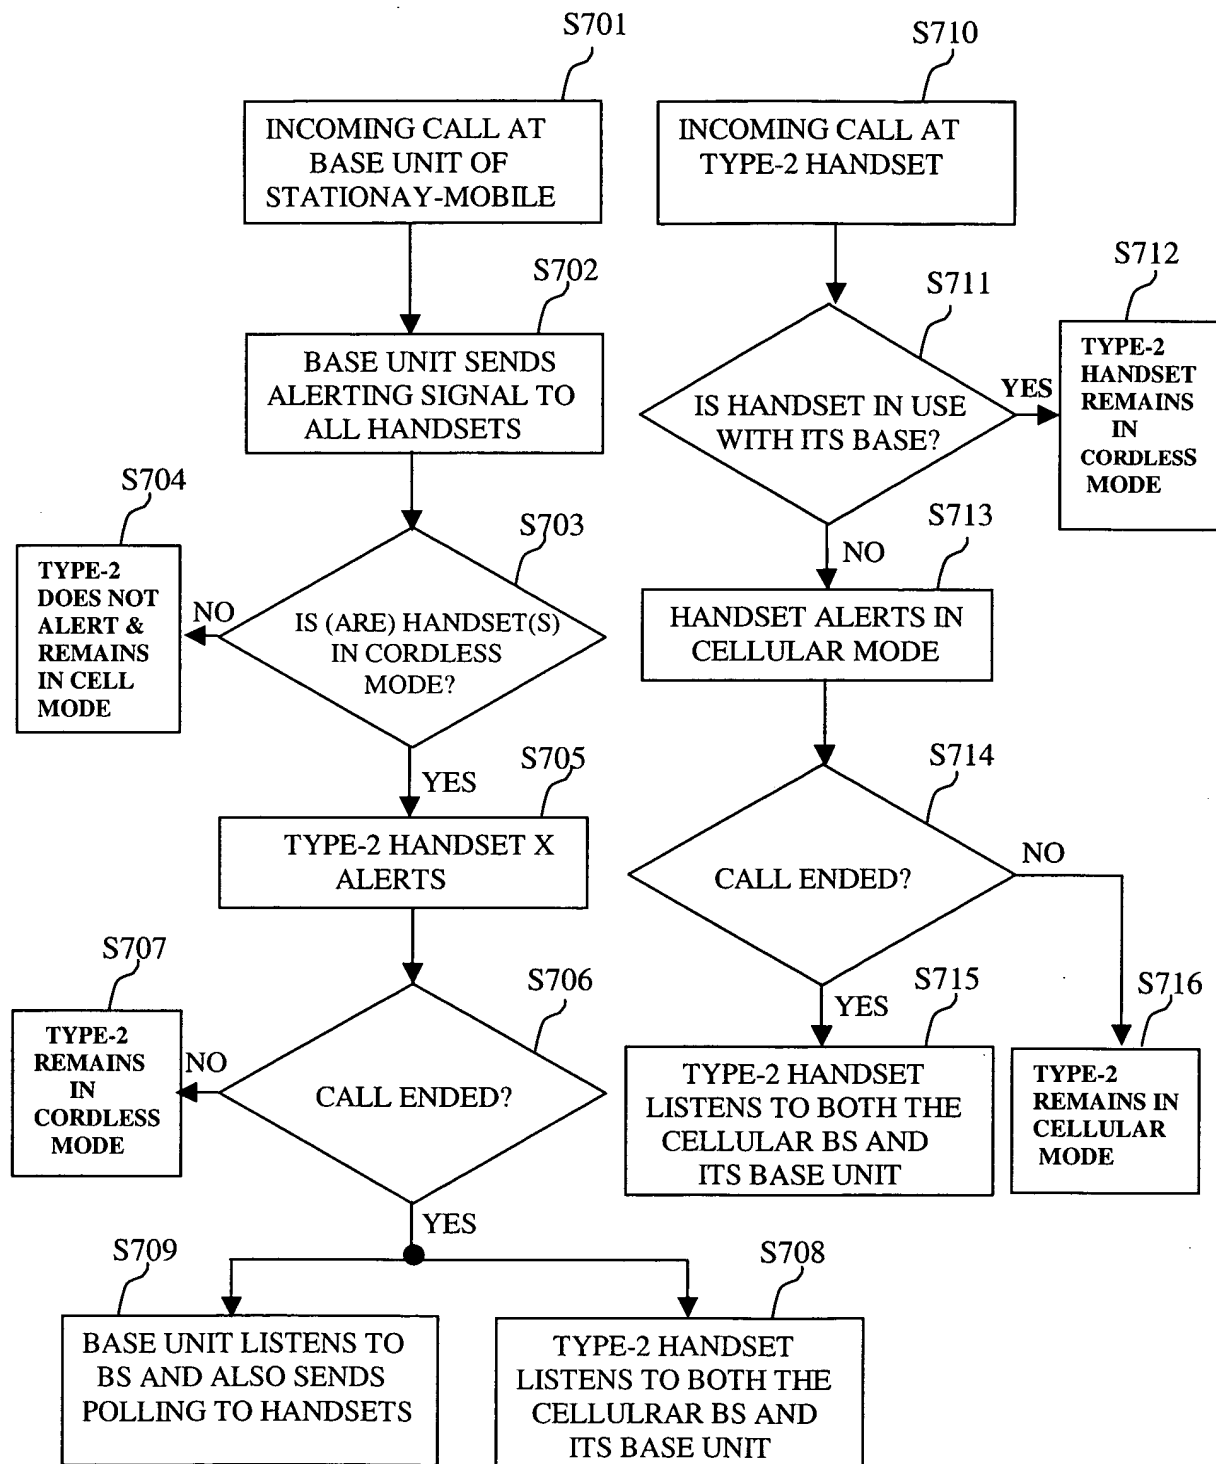 S701
INCOMING CALL AT
BASE UNIT OF
STATIONAY-MOBILE
S702
BASE UNIT SENDS
ALERTING SIGNAL TO
ALL HANDSETS
S703
IS (ARE) HANDSET(S)
IN CORDLESS
MODE?
NO
S704
TYPE-2
DOES NOT
ALERT &
REMAINS
IN CELL
MODE
YES
S705
TYPE-2 HANDSET X
ALERTS
S706
CALL ENDED?
NO
S707
TYPE-2
REMAINS
IN
CORDLESS
MODE
YES
S709
BASE UNIT LISTENS TO
BS AND ALSO SENDS
POLLING TO HANDSETS
S708
TYPE-2 HANDSET
LISTENS TO BOTH THE
CELLULRAR BS AND
ITS BASE UNIT
S710
INCOMING CALL AT
TYPE-2 HANDSET
S711
IS HANDSET IN USE
WITH ITS BASE?
YES
S712
TYPE-2
HANDSET
REMAINS
IN
CORDLESS
MODE
NO
S713
HANDSET ALERTS IN
CELLULAR MODE
S714
CALL ENDED?
NO
YES
S715
TYPE-2 HANDSET
LISTENS TO BOTH THE
CELLULAR BS AND
ITS BASE UNIT
S716
TYPE-2
REMAINS IN
CELLULAR
MODE